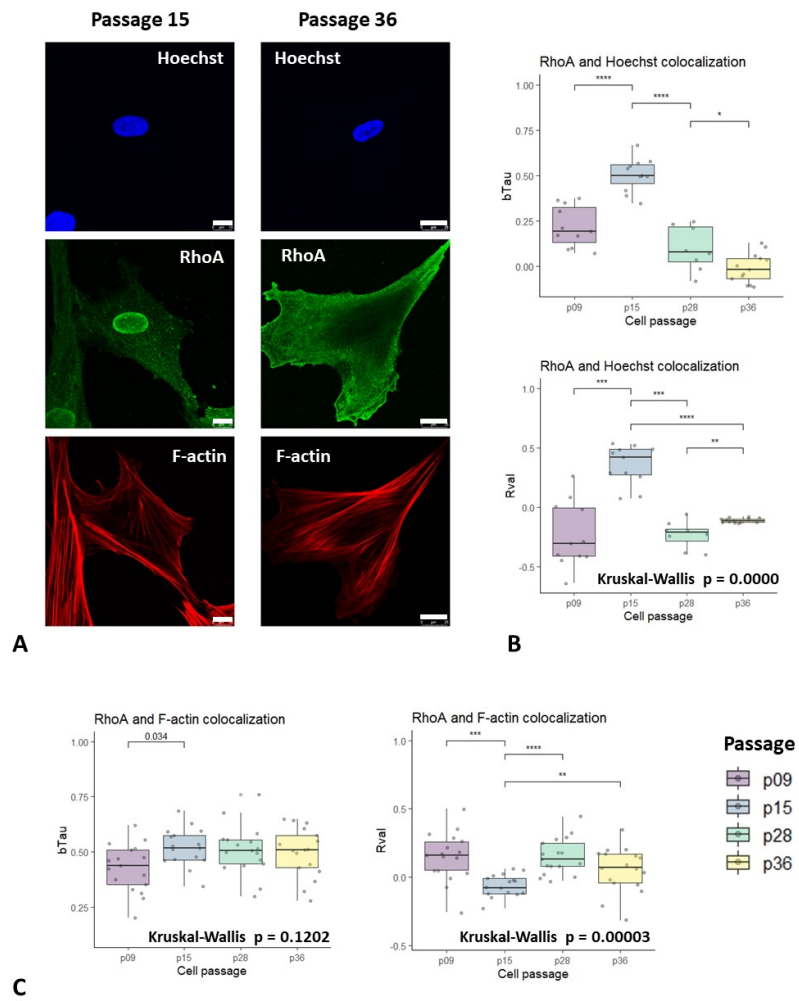 Passage 15
Passage 36
Hoechst
Hoechst
RhoA
RhoA
F-actin
F-actin
A
RhoA and Hoechst colocalization
1.00
0.75
0.50
0.25
0.00
bTau
****
****
*
p09 p15 p28 p36
Cell passage
RhoA and Hoechst colocalization
1.0
0.5
0.0
-0.5
Rval
***
***
****
**
Kruskal-Wallis p = 0.0000
p09 p15 p28 p36
Cell passage
B
RhoA and F-actin colocalization
1.00
0.75
0.50
0.25
bTau
0.034
Kruskal-Wallis p = 0.1202
p09 p15 p28 p36
Cell passage
RhoA and F-actin colocalization
1.0
0.5
0.0
-0.5
Rval
***
****
**
Kruskal-Wallis p = 0.00003
p09 p15 p28 p36
Cell passage
Passage
p09
p15
p28
p36
C